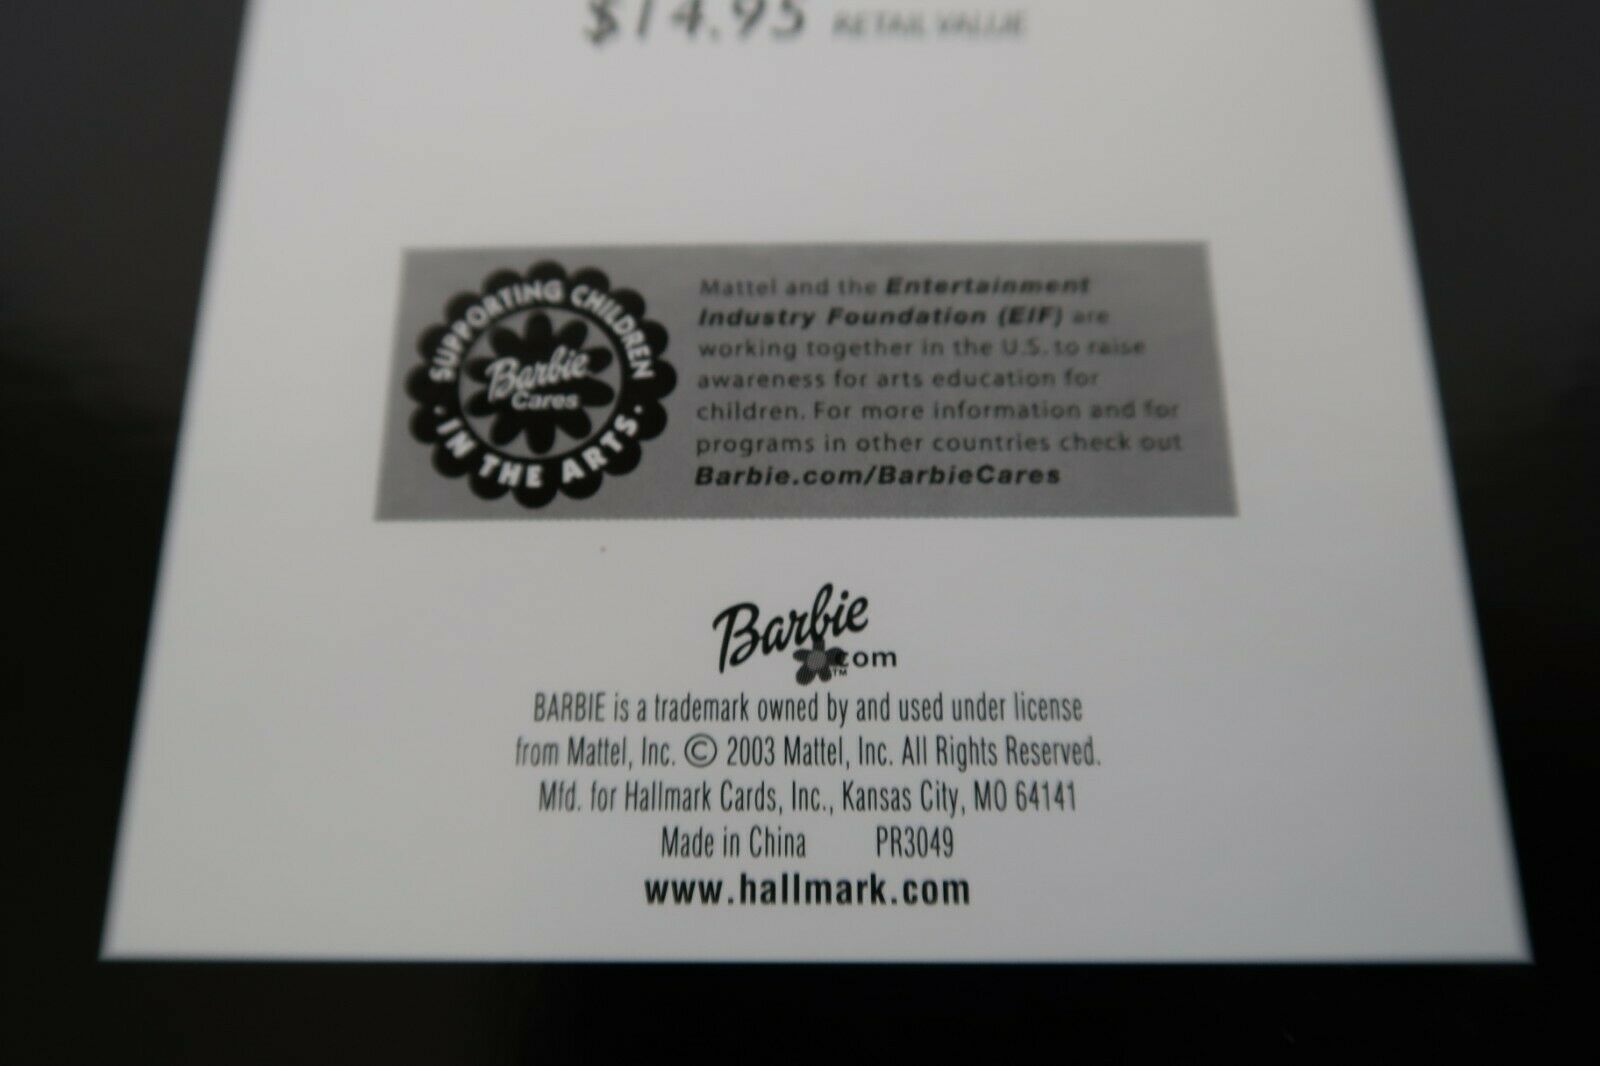 $14.95 RETAIL VALUE
SUPPORTING CHILDREN
· IN THE ARTS ·
Barbie
Cares
Mattel and the Entertainment
Industry Foundation (EIF) are
working together in the U.S. to raise
awareness for arts education for
children. For more information and for
programs in other countries check out
Barbie.com/BarbieCares
Barbie
.com™
BARBIE is a trademark owned by and used under license
from Mattel, Inc. © 2003 Mattel, Inc. All Rights Reserved.
Mfd. for Hallmark Cards, Inc., Kansas City, MO 64141
Made in China PR3049
www.hallmark.com